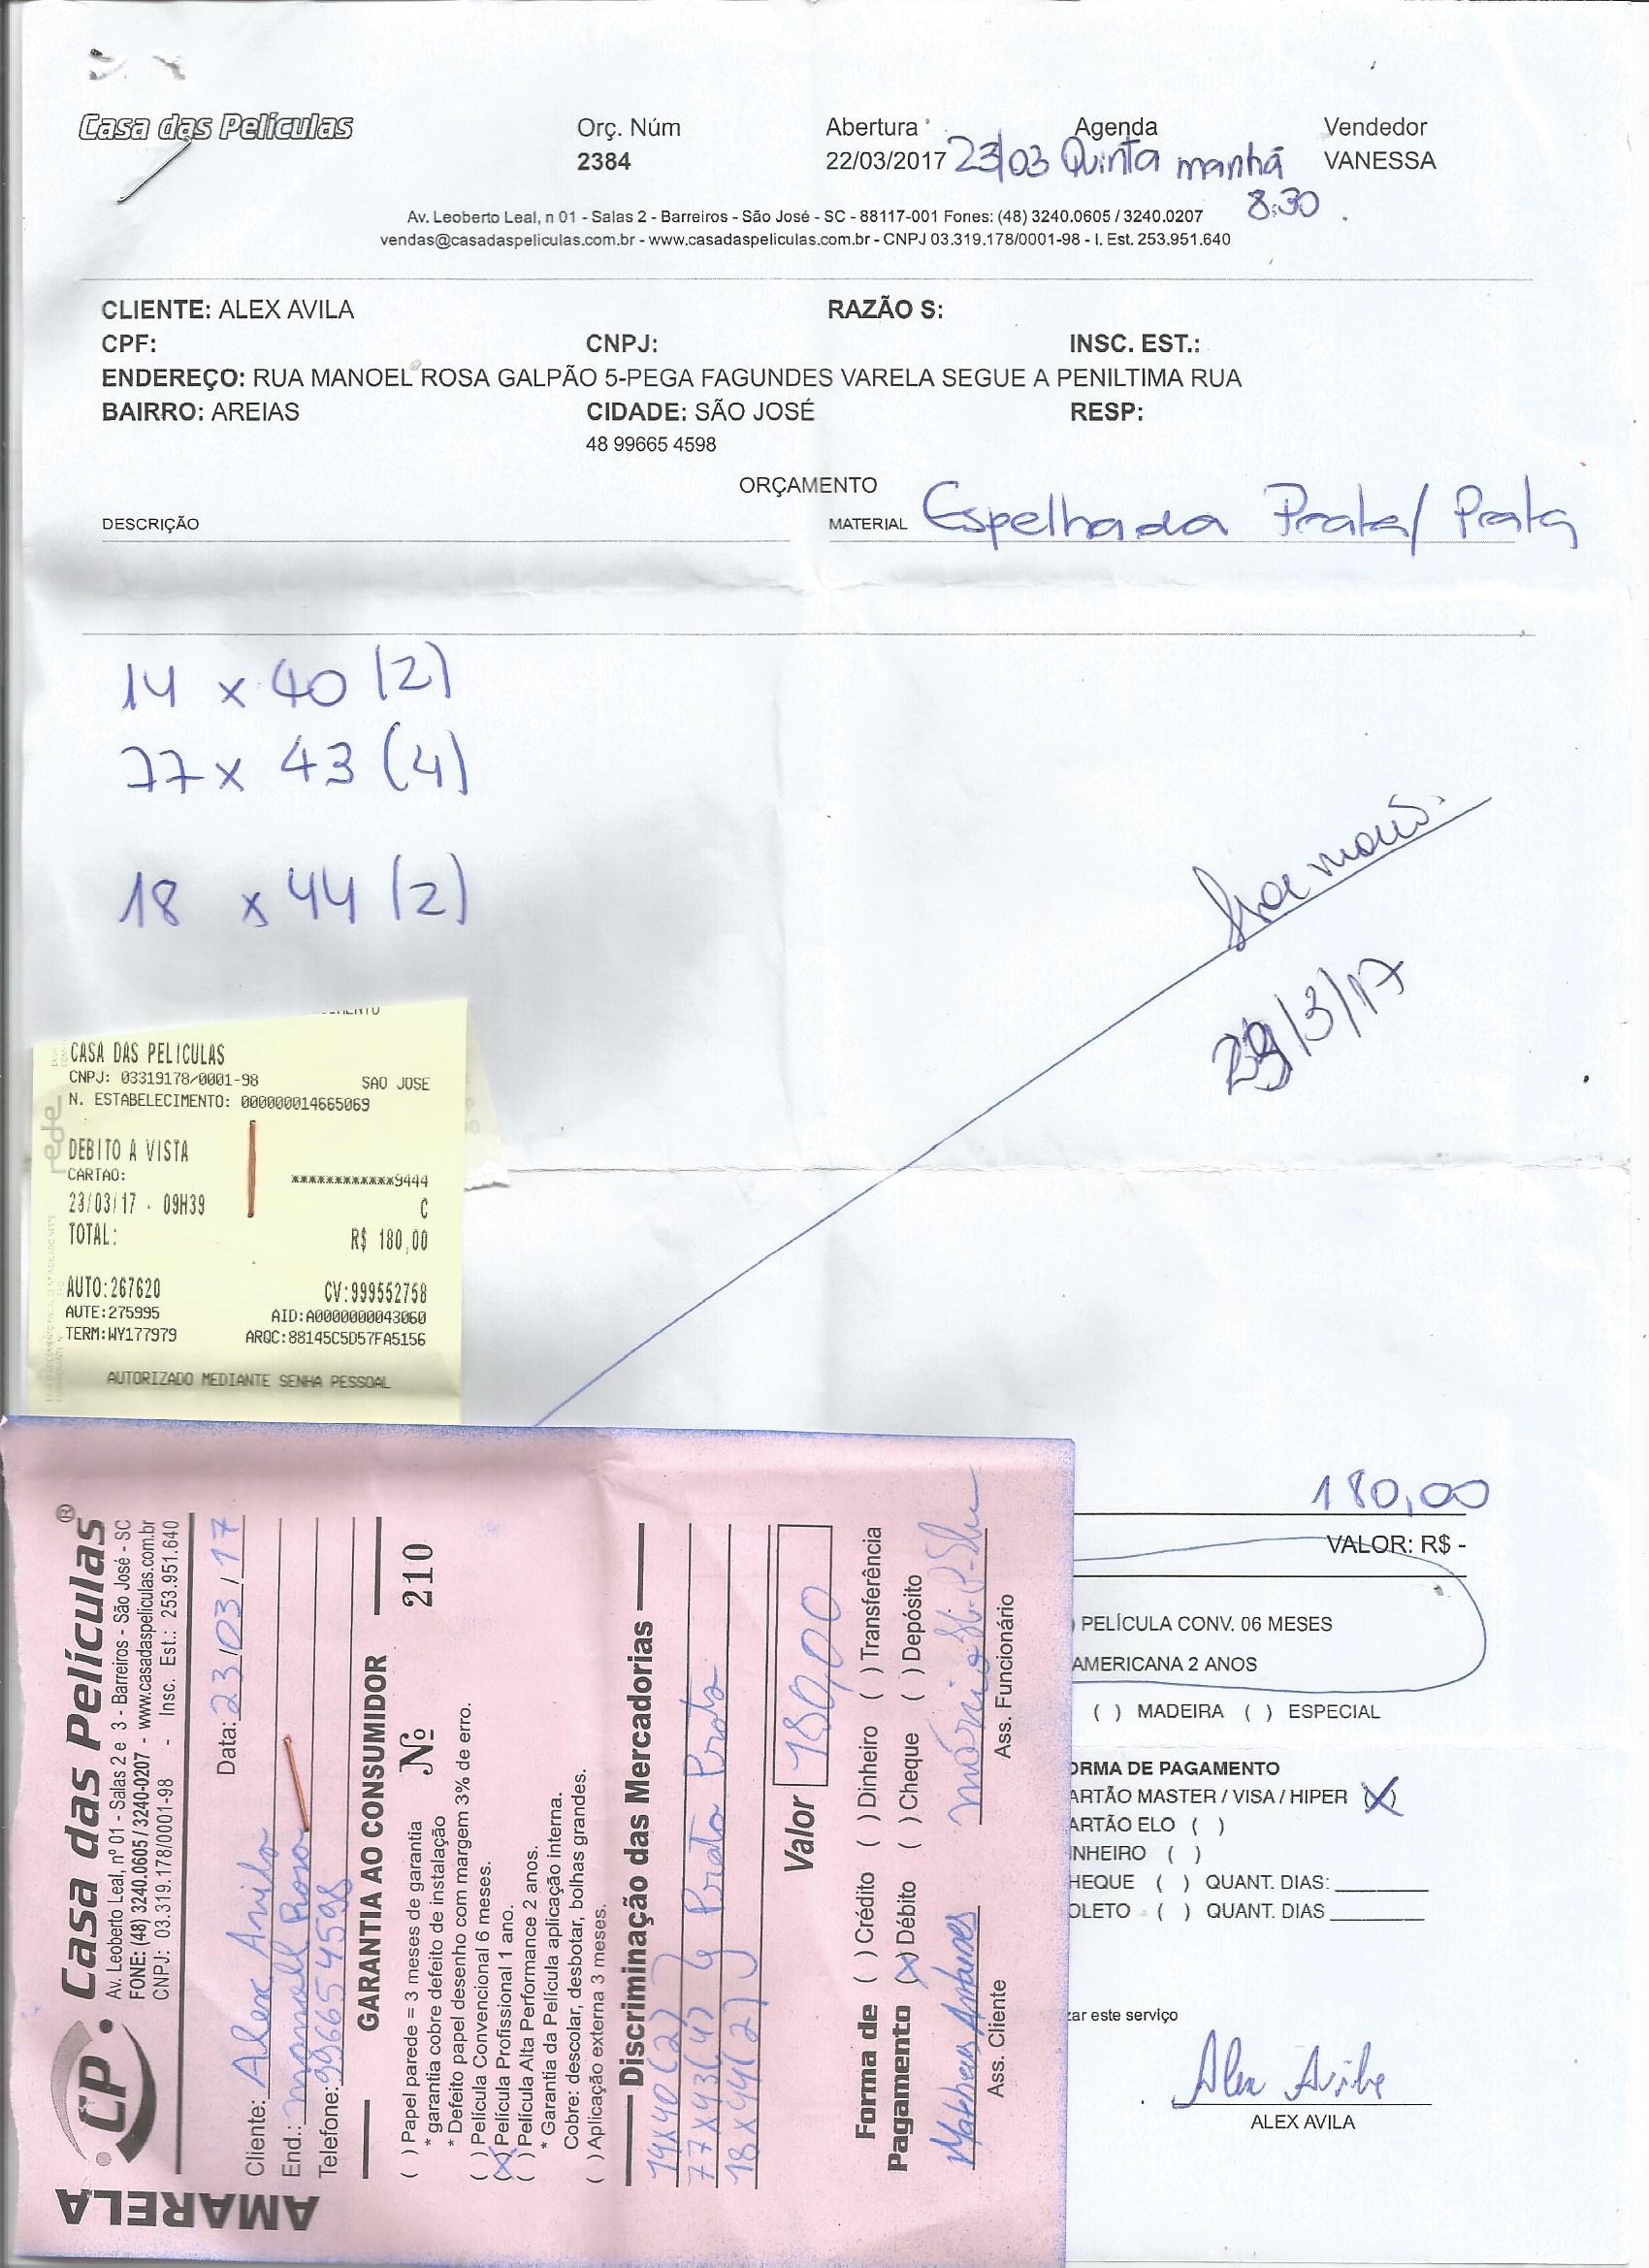 Casa das Películas
Orç. Núm Abertura Agenda Vendedor
2384 22/03/2017 23/03 Quinta manhã VANESSA
8:30
Av. Leoberto Leal, n 01 - Salas 2 - Barreiros - São José - SC - 88117-001 Fones: (48) 3240.0605 / 3240.0207
vendas@casadaspeliculas.com.br - www.casadaspeliculas.com.br - CNPJ 03.319.178/0001-98 - I. Est. 253.951.640
CLIENTE: ALEX AVILA RAZÃO S:
CPF: CNPJ: INSC. EST.:
ENDEREÇO: RUA MANOEL ROSA GALPÃO 5-PEGA FAGUNDES VARELA SEGUE A PENILTIMA RUA
BAIRRO: AREIAS CIDADE: SÃO JOSÉ RESP:
48 99665 4598
ORÇAMENTO
DESCRIÇÃO MATERIAL Espelhada Prata/ Prata
14 x 40 (2)
77 x 43 (4)
18 x 44 (2)
29/3/17
CASA DAS PELICULAS
CNPJ: 03319178/0001-98 SAO JOSE
N. ESTABELECIMENTO: 000000014665069
rede
DEBITO A VISTA
CARTAO: ************9444
23/03/17 - 09H39 C
TOTAL: R$ 180,00
AUTO:267620 CV:999552758
AUTE:275995 AID:A0000000043060
TERM:WY177979 ARQC:88145C5D57FA5156
AUTORIZADO MEDIANTE SENHA PESSOAL
180,00
VALOR: R$ -
) PELÍCULA CONV. 06 MESES
AMERICANA 2 ANOS
( ) MADEIRA ( ) ESPECIAL
ORMA DE PAGAMENTO
ARTÃO MASTER / VISA / HIPER (X)
ARTÃO ELO ( )
NHEIRO ( )
HEQUE ( ) QUANT. DIAS:
OLETO ( ) QUANT. DIAS
zar este serviço
Alex Avila
ALEX AVILA
AMARELA
CP. Casa das Películas®
Av. Leoberto Leal, nº 01 - Salas 2 e 3 - Barreiros - São José - SC
FONE: (48) 3240.0605 / 3240-0207 - www.casadaspeliculas.com.br
CNPJ: 03.319.178/0001-98 - Insc. Est.: 253.951.640
Data: 23/03/17
Cliente: Alex Avila
End.: Manoel Rosa
Telefone: 996654598
GARANTIA AO CONSUMIDOR
( ) Papel parede = 3 meses de garantia Nº 210
* garantia cobre defeito de instalação
* Defeito papel desenho com margem 3% de erro.
( ) Película Convencional 6 meses.
(X) Película Profissional 1 ano.
( ) Película Alta Performance 2 anos.
* Garantia da Película aplicação interna.
Cobre: descolar, desbotar, bolhas grandes.
( ) Aplicação externa 3 meses.
Discriminação das Mercadorias
14x40(2)
77x43(4) Prata Prata
18x44(2)
Valor 180,00
Forma de ( ) Crédito ( ) Dinheiro ( ) Transferência
Pagamento (X) Débito ( ) Cheque ( ) Depósito
Matheus Antunes
Ass. Cliente Ass. Funcionário